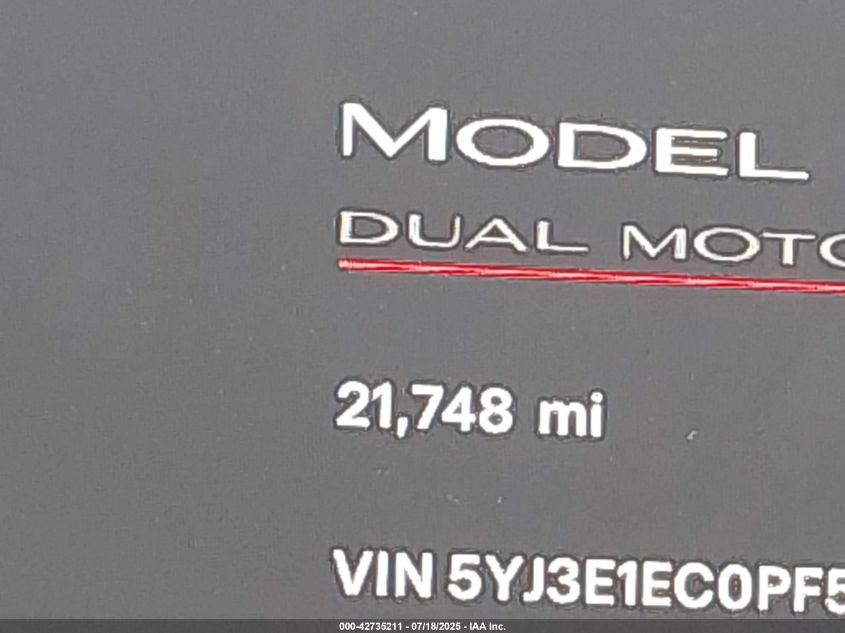 MODEL
DUAL MOTO
21,748 mi
VIN 5YJ3E1EC0PF5
000-42735211 - 07/18/2025 - IAA Inc.